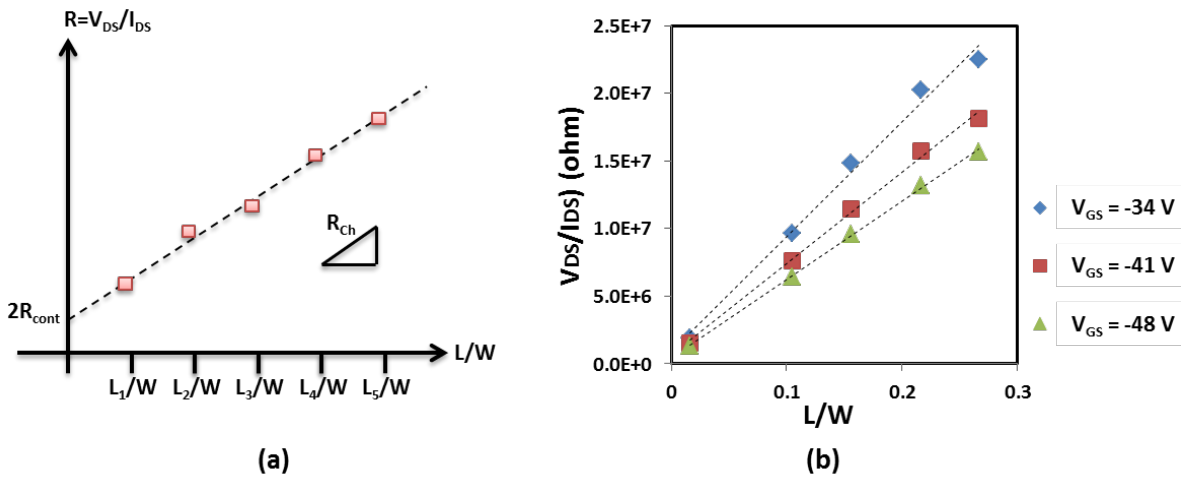 R=VDS/IDS
RCh
2Rcont
L/W
L1/W L2/W L3/W L4/W L5/W
(a)
VDS/IDS) (ohm)
2.5E+7
2.0E+7
1.5E+7
1.0E+7
5.0E+6
0.0E+0
0 0.1 0.2 0.3
L/W
VGS = -34 V
VGS = -41 V
VGS = -48 V
(b)